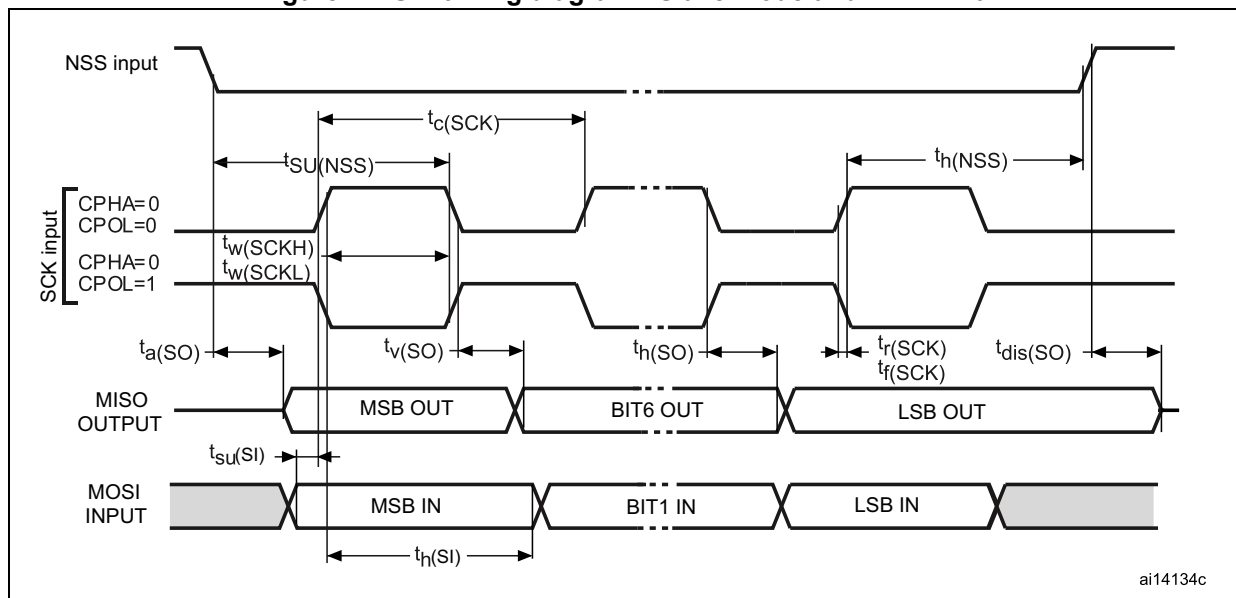 NSS input
tc(SCK)
tSU(NSS)
th(NSS)
SCK input
CPHA=0
CPOL=0
tw(SCKH)
CPHA=0
tw(SCKL)
CPOL=1
ta(SO)
tv(SO)
th(SO)
tr(SCK)
tf(SCK)
tdis(SO)
MISO
OUTPUT
MSB OUT
BIT6 OUT
LSB OUT
tsu(SI)
MOSI
INPUT
MSB IN
BIT1 IN
LSB IN
th(SI)
ai14134c